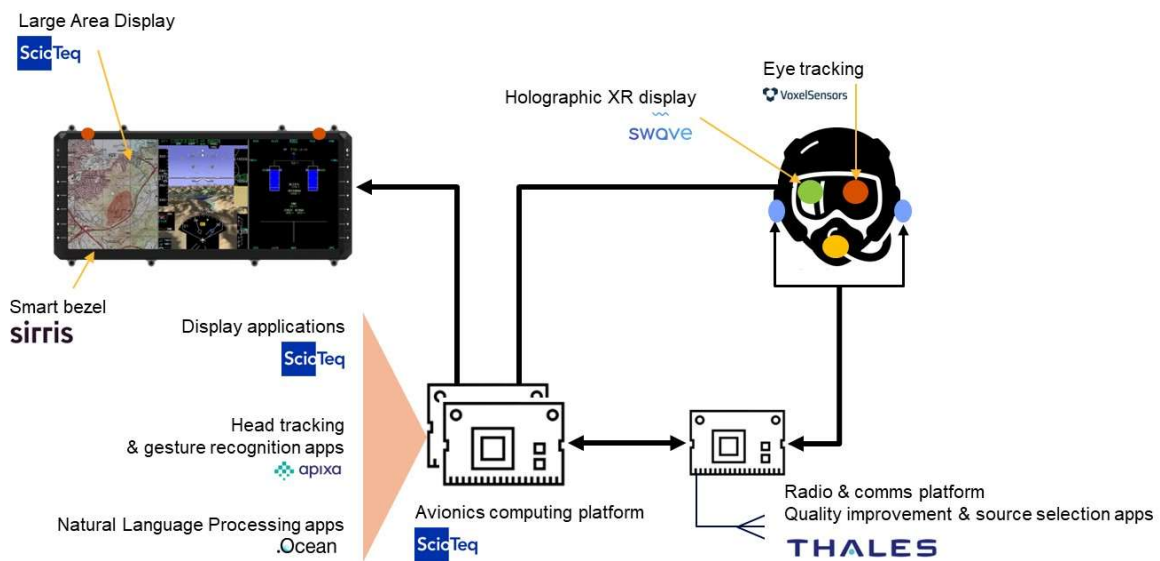 Large Area Display
ScioTeq
Eye tracking
VoxelSensors
Holographic XR display
swave
Smart bezel
sirris
Display applications
ScioTeq
Head tracking
& gesture recognition apps
apixa
Natural Language Processing apps
.Ocean
Avionics computing platform
ScioTeq
Radio & comms platform
Quality improvement & source selection apps
THALES